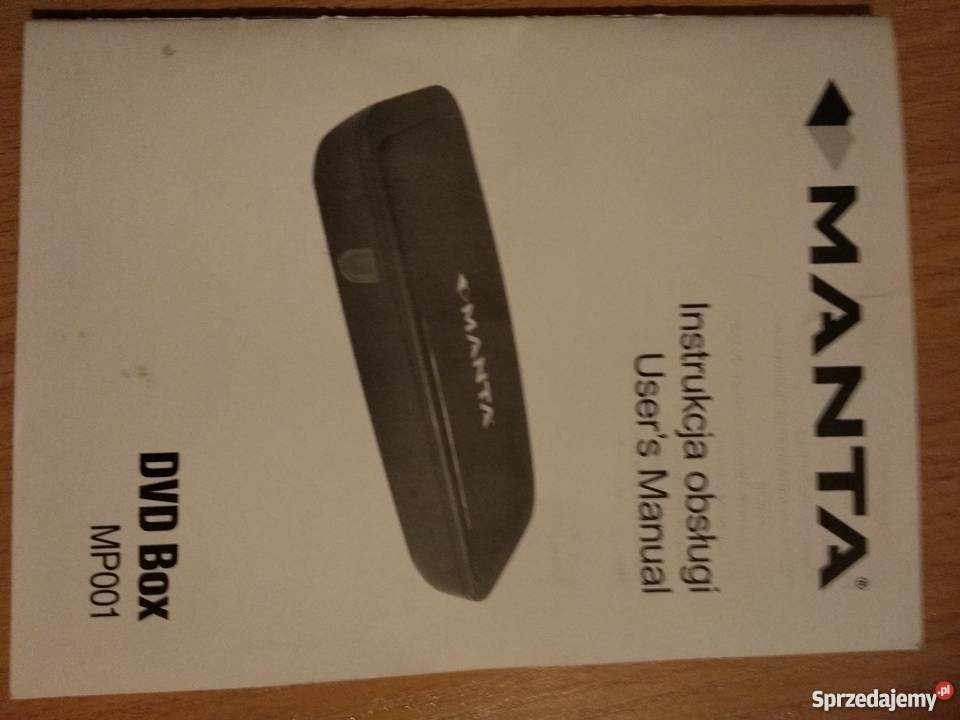 MANTA®
Instrukcja obsługi
User's Manual
MANTA
DVD Box
MP001
Sprzedajemy.pl